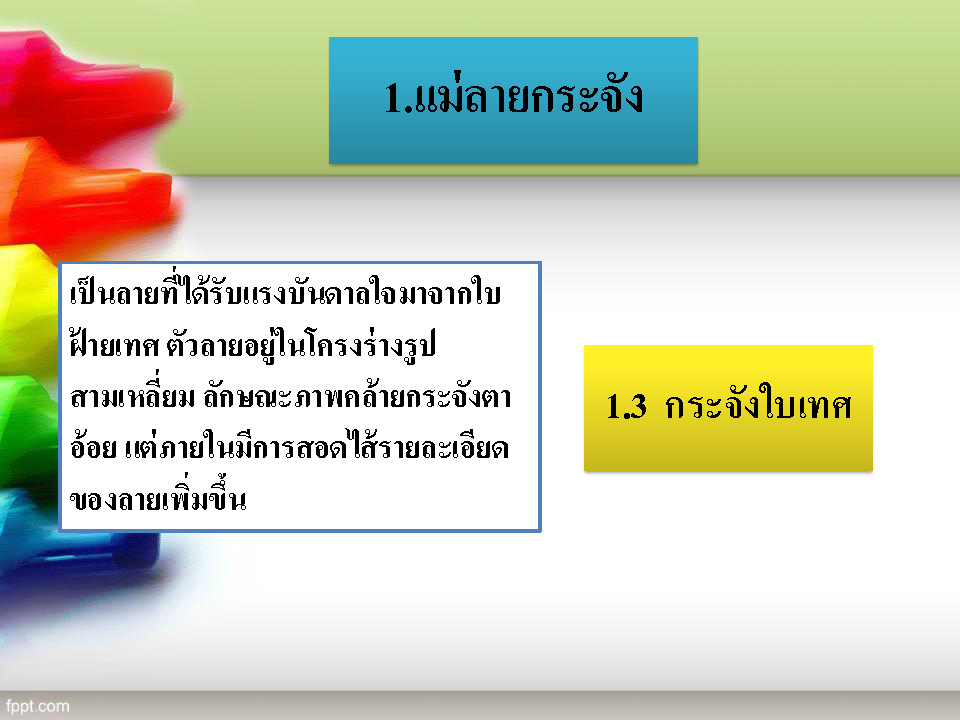 1.แม่ลายกระจัง
เป็นลายที่ได้รับแรงบันดาลใจมาจากใบ
ฝ้ายเทศ ตัวลายอยู่ในโครงร่างรูป
สามเหลี่ยม ลักษณะภาพคล้ายกระจังตา
อ้อย แต่ภายในมีการสอดไส้รายละเอียด
ของลายเพิ่มขึ้น
1.3 กระจังใบเทศ
fppt.com